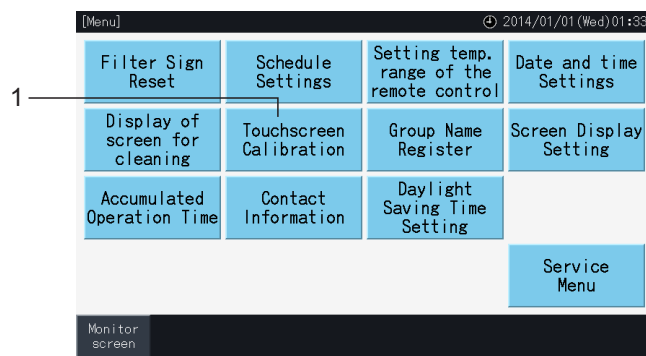 [Menu]
2014/01/01(Wed)01:33
Filter Sign
Reset
Schedule
Settings
Setting temp.
range of the
remote control
Date and time
Settings
1
Display of
screen for
cleaning
Touchscreen
Calibration
Group Name
Register
Screen Display
Setting
Accumulated
Operation Time
Contact
Information
Daylight
Saving Time
Setting
Service
Menu
Monitor
screen